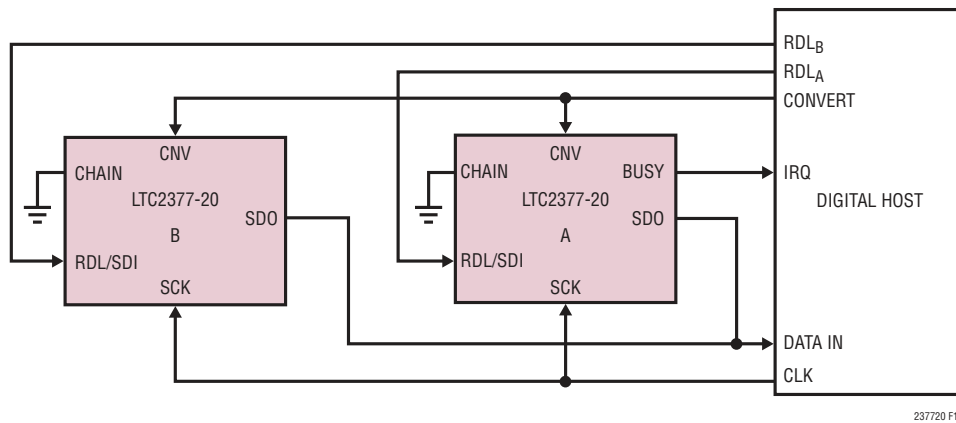 RDLB
RDLA
CONVERT
CNV
CHAIN
LTC2377-20
SDO
B
RDL/SDI
SCK
CNV
CHAIN
BUSY
LTC2377-20
SDO
A
RDL/SDI
SCK
IRQ
DIGITAL HOST
DATA IN
CLK
237720 F1